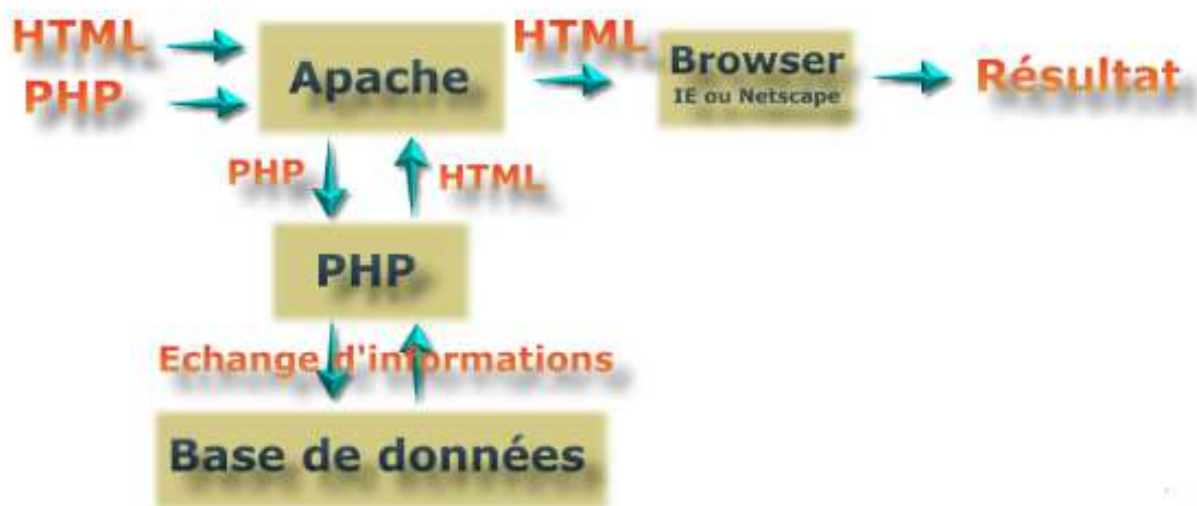 HTML
PHP
Apache
HTML
Browser
IE ou Netscape
Résultat
PHP
HTML
PHP
Echange d'informations
Base de données